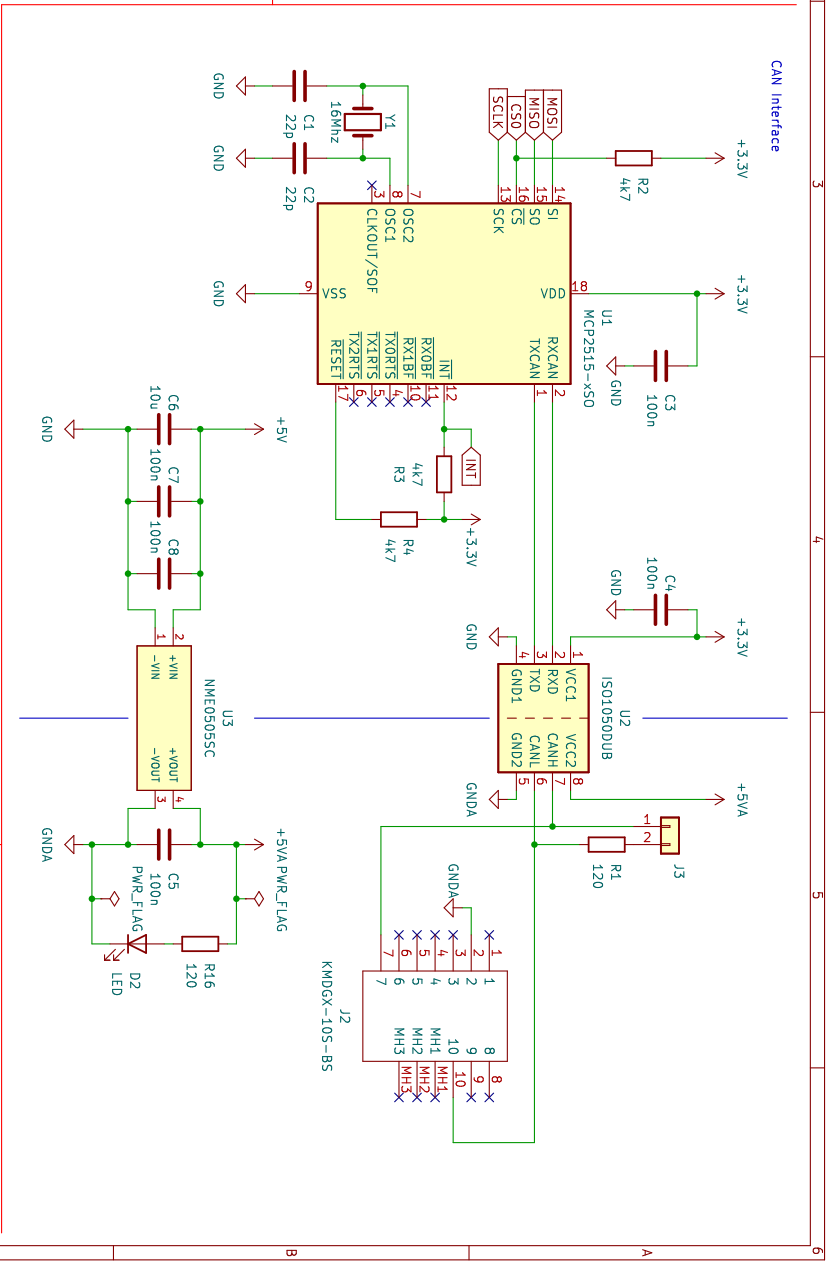 CAN Interface
3
4
5
6
A
B
+3.3V
R2
4k7
MOSI
MISO
CS0
SCLK
GND
C1
22p
Y1
16Mhz
GND
C2
22p
14
15
16
13
7
8
3
SI
SO
CS
SCK
OSC2
OSC1
CLKOUT/SOF
GND
9
VSS
VDD
18
+3.3V
U1
MCP2515-xSO
RXCAN
TXCAN
INT
RX0BF
RX1BF
TX0RTS
TX1RTS
TX2RTS
RESET
2
1
12
11
10
4
5
6
17
GND
C3
100n
INT
R3
4k7
R4
4k7
+3.3V
+5V
C6
10u
C7
100n
C8
100n
GND
2
1
+VIN
-VIN
U3
NME0505SC
+VOUT
-VOUT
4
3
C4
100n
GND
+3.3V
GND
1
2
3
4
VCC1
RXD
TXD
GND1
U2
ISO1050DUB
VCC2
CANH
CANL
GND2
8
7
6
5
+5VA
GNDA
1
2
J3
R1
120
+5VA
PWR_FLAG
C5
100n
GNDA
PWR_FLAG
R16
120
D2
LED
GNDA
1
2
3
4
5
6
7
1
2
3
4
5
6
7
J2
KMDGX-10S-BS
8
9
10
MH1
MH2
MH3
8
9
10
MH1
MH2
MH3